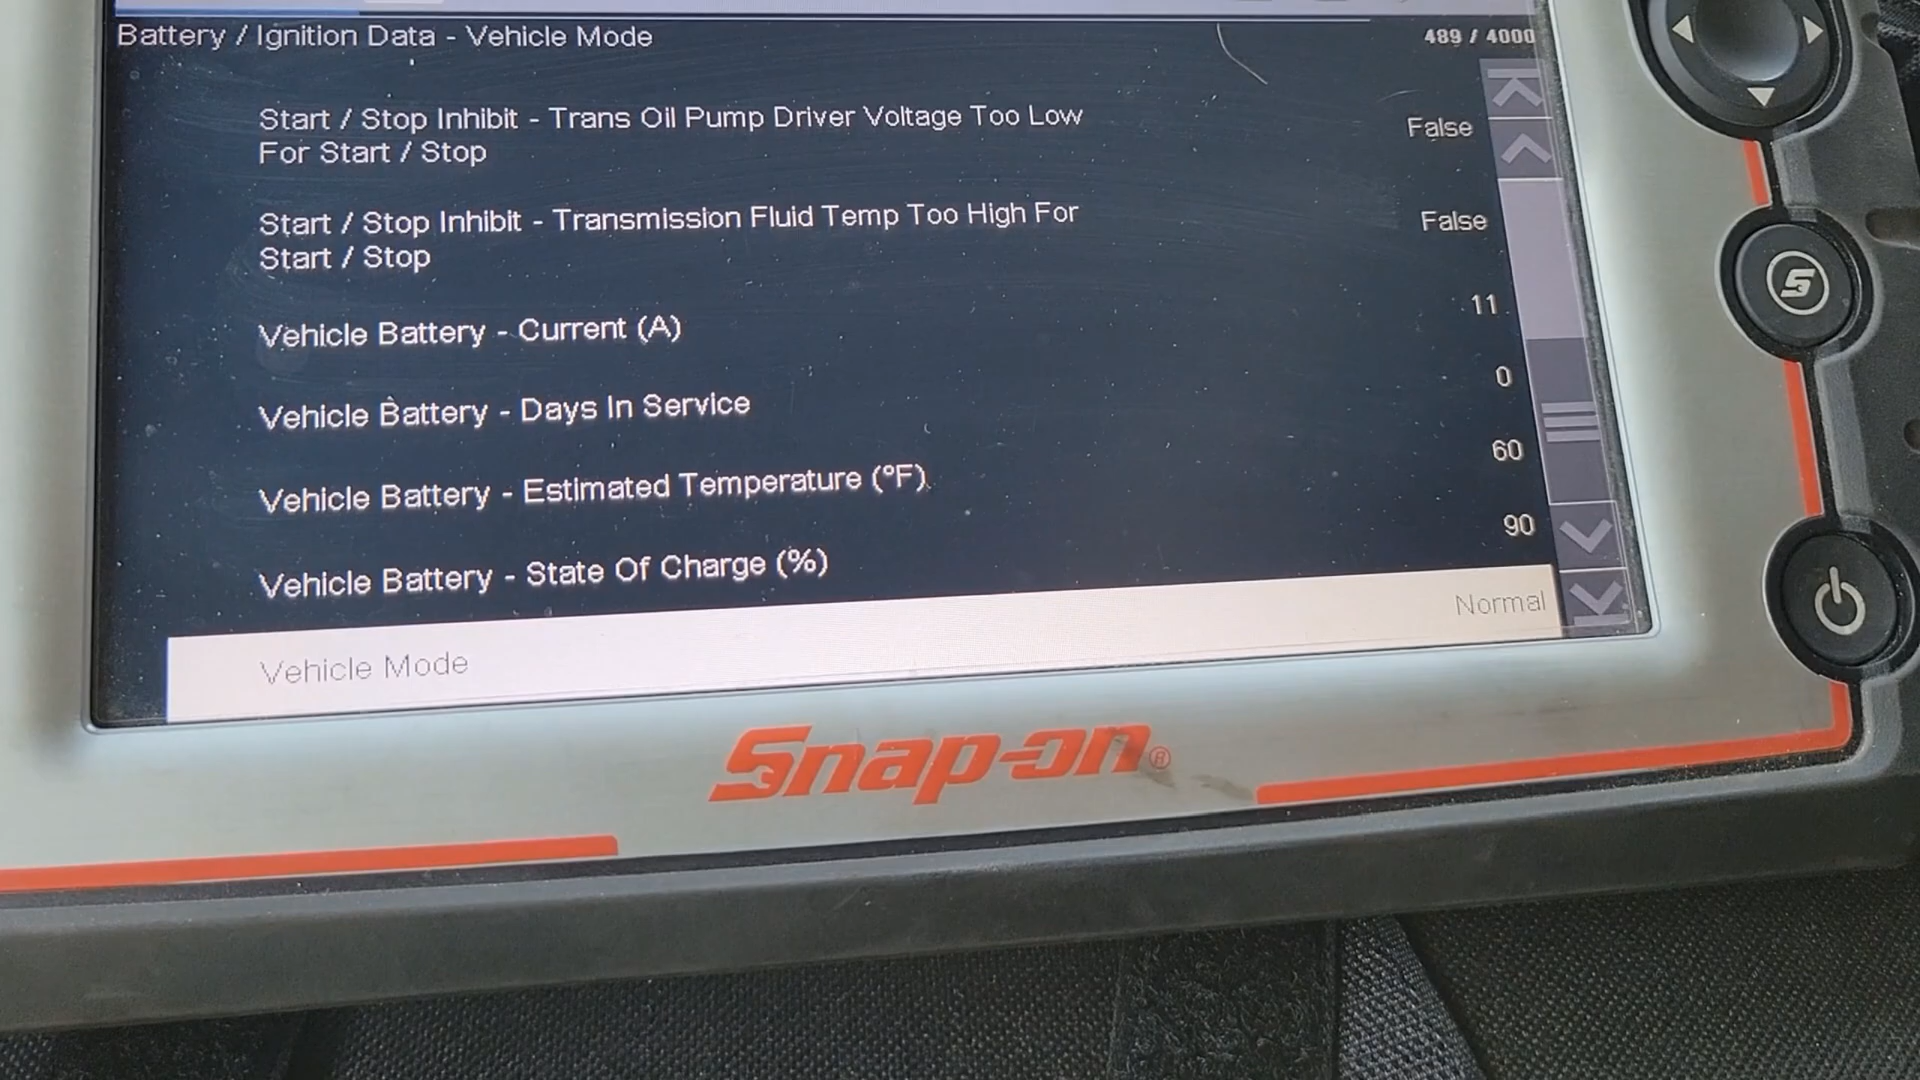 Battery / Ignition Data - Vehicle Mode
489 / 4000
Start / Stop Inhibit - Trans Oil Pump Driver Voltage Too Low
For Start / Stop
False
Start / Stop Inhibit - Transmission Fluid Temp Too High For
Start / Stop
False
Vehicle Battery - Current (A)
11
Vehicle Battery - Days In Service
0
Vehicle Battery - Estimated Temperature (°F)
60
Vehicle Battery - State Of Charge (%)
90
Vehicle Mode
Normal
Snap-on®
S